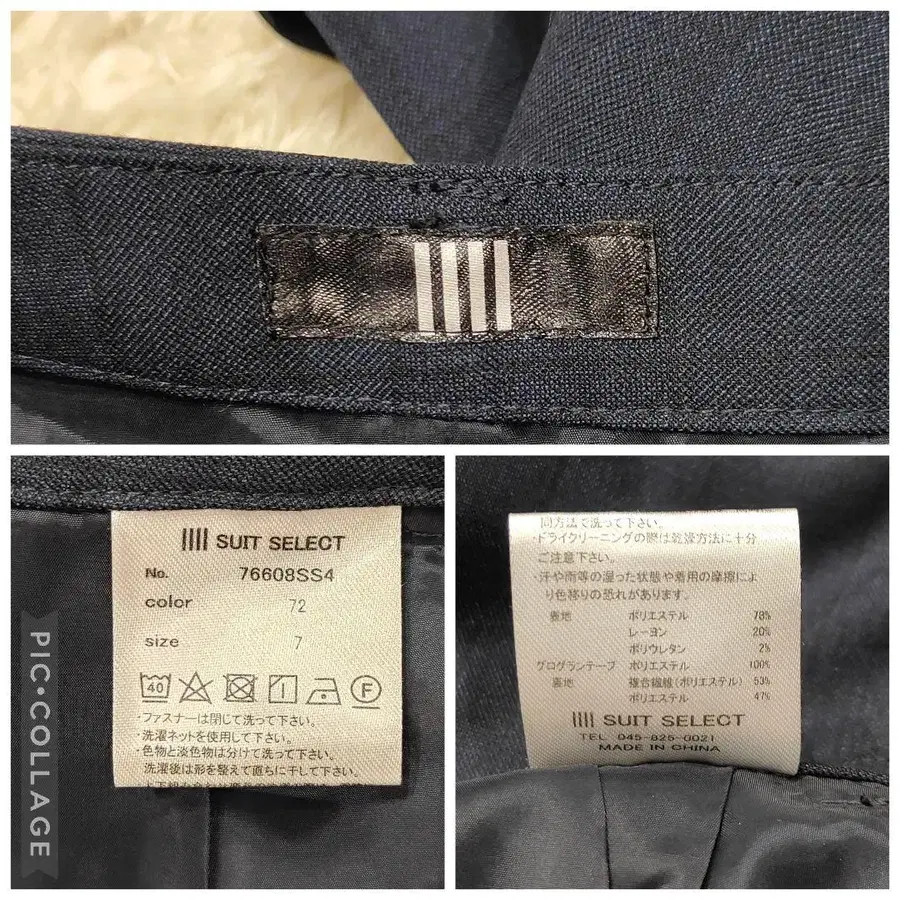 SUIT SELECT
No. 76608SS4
color 72
size 7
40
F
・ファスナーは閉じて洗って下さい。
・洗濯ネットを使用して下さい。
・色物と淡色物は分けて洗って下さい。
洗濯後は形を整えて直ちに干して下さい。
同方法で洗って下さい。
・ドライクリーニングの際は乾燥方法に十分
ご注意下さい。
・汗や雨等の湿った状態や着用の摩擦によ
り色移りの恐れがあります。
表地 ポリエステル 78%
レーヨン 20%
ポリウレタン 2%
グログランテープ ポリエステル 100%
裏地 複合繊維(ポリエステル) 53%
ポリエステル 47%
SUIT SELECT
TEL 045-825-0021
MADE IN CHINA
PIC•COLLAGE